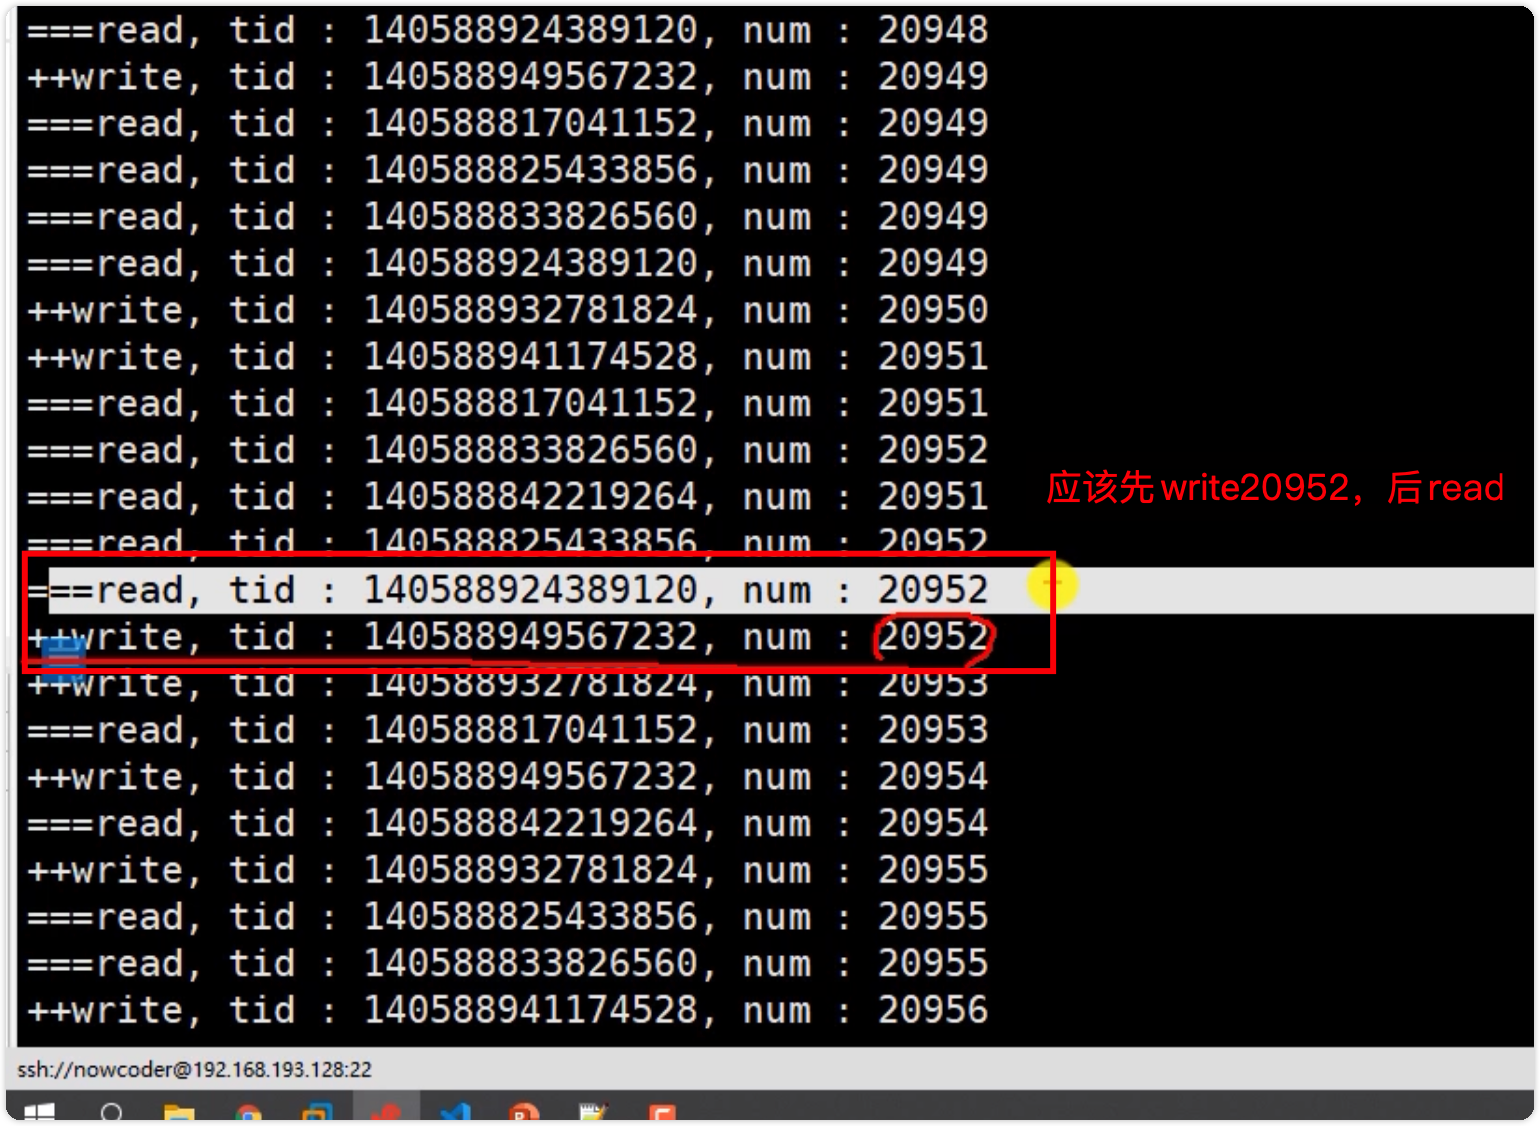 ===read, tid : 140588924389120, num : 20948
++write, tid : 140588949567232, num : 20949
===read, tid : 140588817041152, num : 20949
===read, tid : 140588825433856, num : 20949
===read, tid : 140588833826560, num : 20949
===read, tid : 140588924389120, num : 20949
++write, tid : 140588932781824, num : 20950
++write, tid : 140588941174528, num : 20951
===read, tid : 140588817041152, num : 20951
===read, tid : 140588833826560, num : 20952
应该先write20952，后read
===read, tid : 140588842219264, num : 20951
===read, tid : 140588825433856, num : 20952
===read, tid : 140588924389120, num : 20952
++write, tid : 140588949567232, num : 20952
++write, tid : 140588932781824, num : 20953
===read, tid : 140588817041152, num : 20953
++write, tid : 140588949567232, num : 20954
===read, tid : 140588842219264, num : 20954
++write, tid : 140588932781824, num : 20955
===read, tid : 140588825433856, num : 20955
===read, tid : 140588833826560, num : 20955
++write, tid : 140588941174528, num : 20956
ssh://nowcoder@192.168.193.128:22